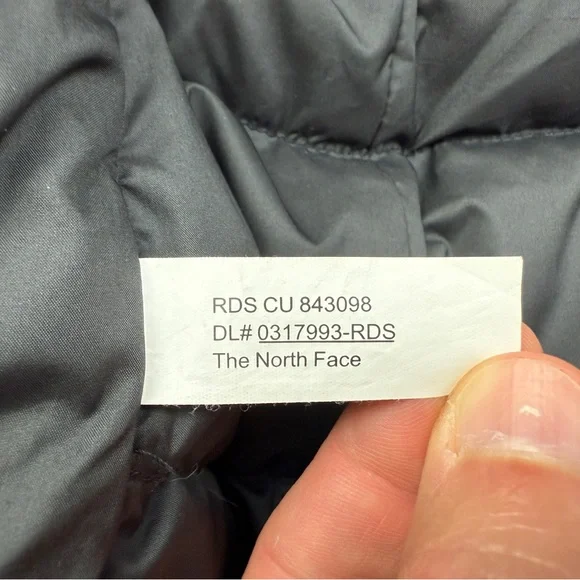 RDS CU 843098
DL# 0317993-RDS
The North Face